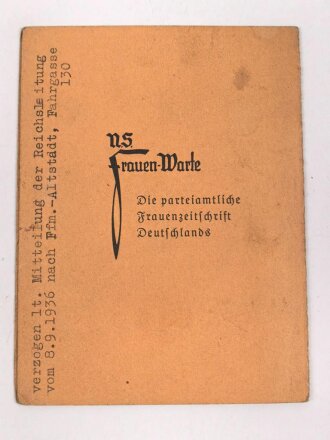 N.S.
Frauen-Warte
Die parteiamtliche
Frauenzeitschrift
Deutschlands
verzogen lt. Mitteilung der Reichsleitung
vom 8.9.1936 nach Ffm.-Altstadt, Fahrgasse
130